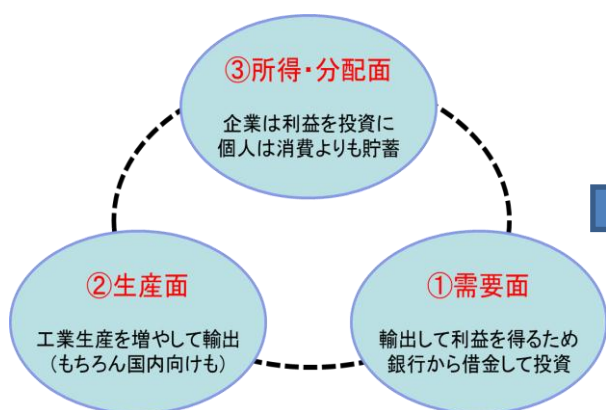 ③所得・分配面
企業は利益を投資に
個人は消費よりも貯蓄
②生産面
工業生産を増やして輸出
(もちろん国内向けも)
①需要面
輸出して利益を得るため
銀行から借金して投資